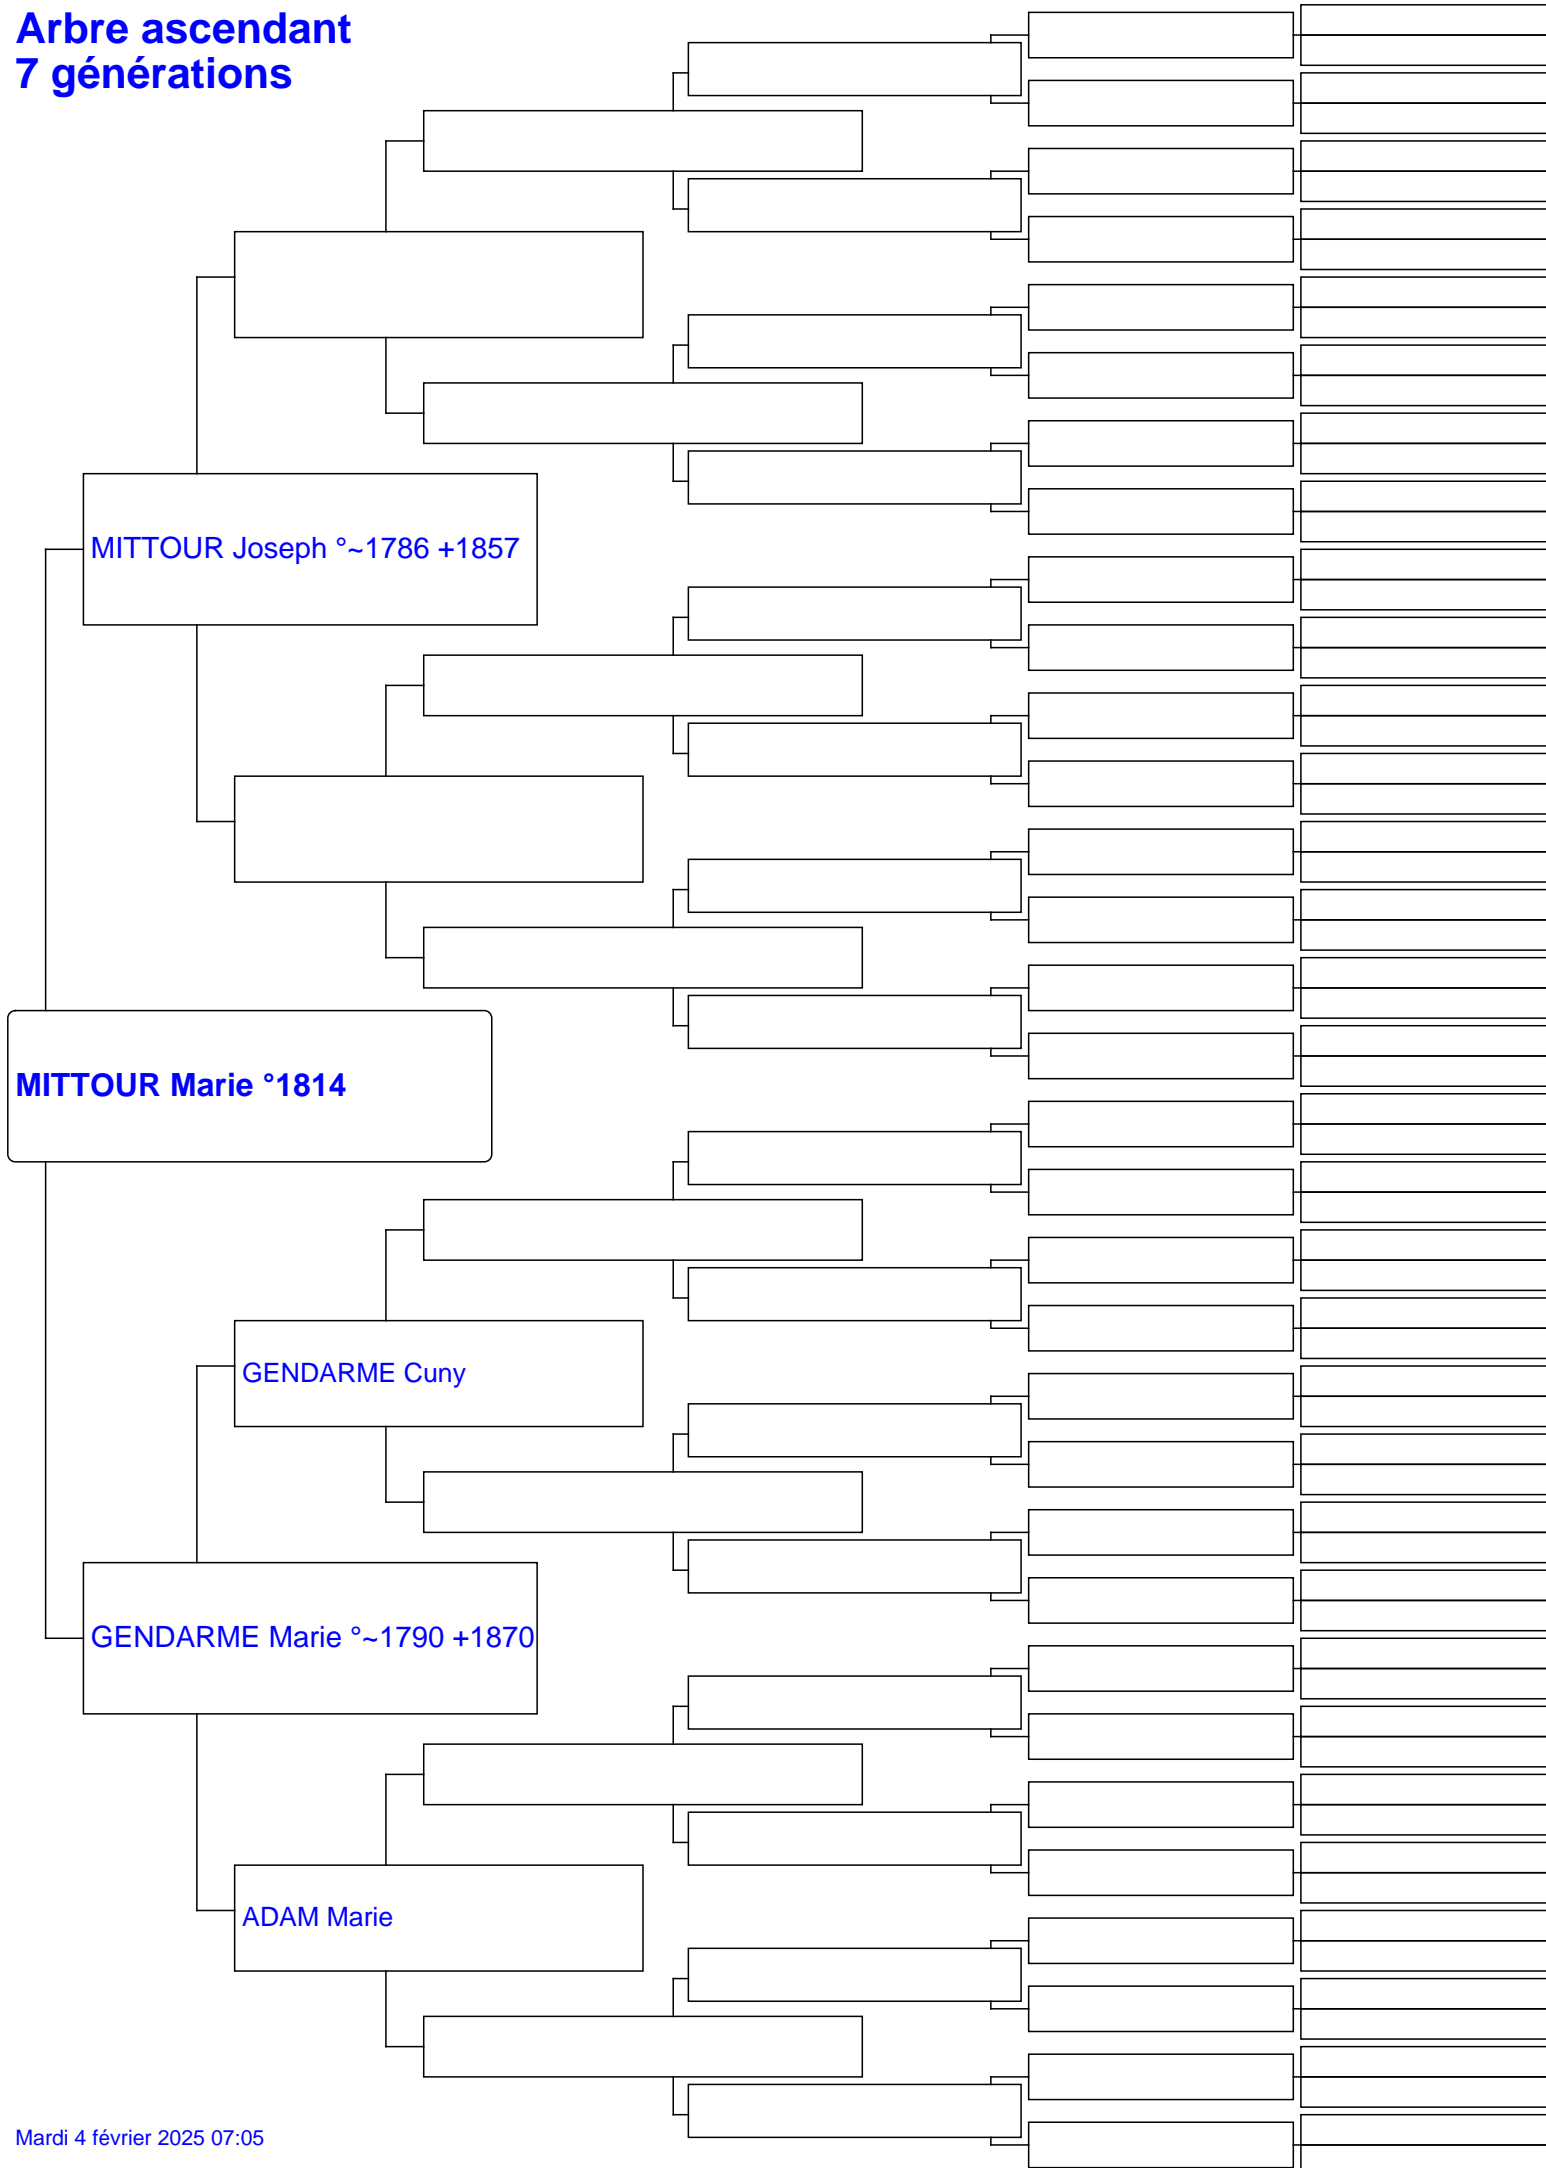 Arbre ascendant
7 générations
MITTOUR Joseph °~1786 +1857
MITTOUR Marie °1814
GENDARME Cuny
GENDARME Marie °~1790 +1870
ADAM Marie
Mardi 4 février 2025 07:05